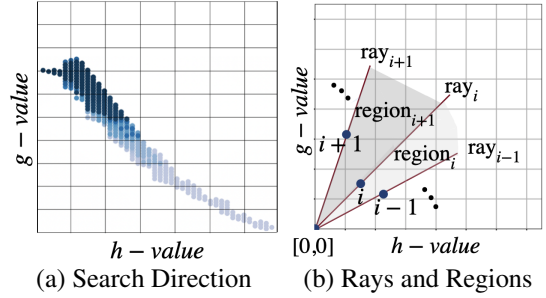 g − value
h − value
(a) Search Direction
ray_{i+1}
ray_i
region_{i+1}
i + 1
region_i
ray_{i−1}
i
i − 1
g − value
[0,0]
h − value
(b) Rays and Regions